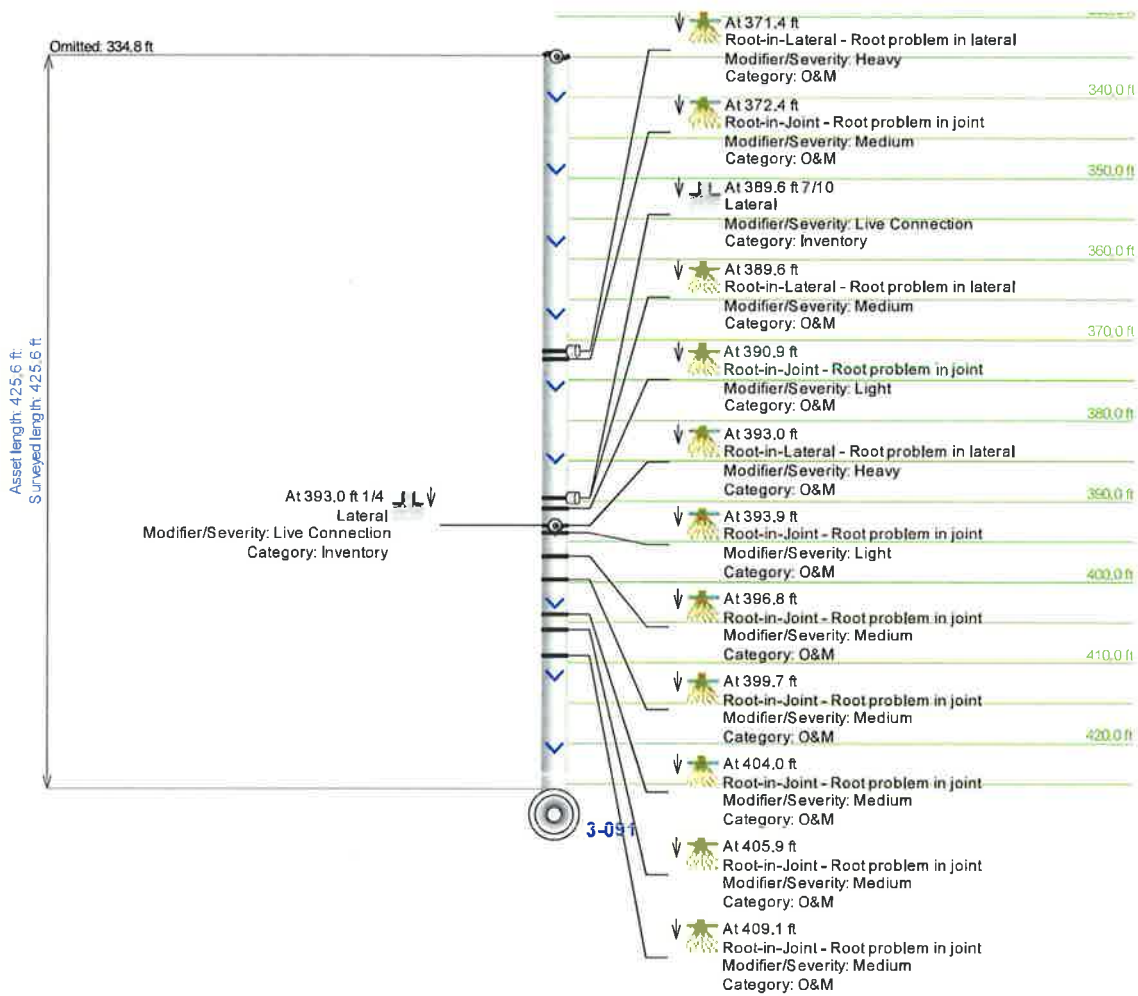 Omitted: 334.8 ft
Asset length: 425.6 ft
Surveyed length: 425.6 ft
At 393.0 ft 1/4
Lateral
Modifier/Severity: Live Connection
Category: Inventory
3-091
At 371.4 ft
Root-in-Lateral - Root problem in lateral
Modifier/Severity: Heavy
Category: O&M
At 372.4 ft
Root-in-Joint - Root problem in joint
Modifier/Severity: Medium
Category: O&M
At 389.6 ft 7/10
Lateral
Modifier/Severity: Live Connection
Category: Inventory
At 389.6 ft
Root-in-Lateral - Root problem in lateral
Modifier/Severity: Medium
Category: O&M
At 390.9 ft
Root-in-Joint - Root problem in joint
Modifier/Severity: Light
Category: O&M
At 393.0 ft
Root-in-Lateral - Root problem in lateral
Modifier/Severity: Heavy
Category: O&M
At 393.9 ft
Root-in-Joint - Root problem in joint
Modifier/Severity: Light
Category: O&M
At 396.8 ft
Root-in-Joint - Root problem in joint
Modifier/Severity: Medium
Category: O&M
At 399.7 ft
Root-in-Joint - Root problem in joint
Modifier/Severity: Medium
Category: O&M
At 404.0 ft
Root-in-Joint - Root problem in joint
Modifier/Severity: Medium
Category: O&M
At 405.9 ft
Root-in-Joint - Root problem in joint
Modifier/Severity: Medium
Category: O&M
At 409.1 ft
Root-in-Joint - Root problem in joint
Modifier/Severity: Medium
Category: O&M
340.0 ft
350.0 ft
360.0 ft
370.0 ft
380.0 ft
390.0 ft
400.0 ft
410.0 ft
420.0 ft